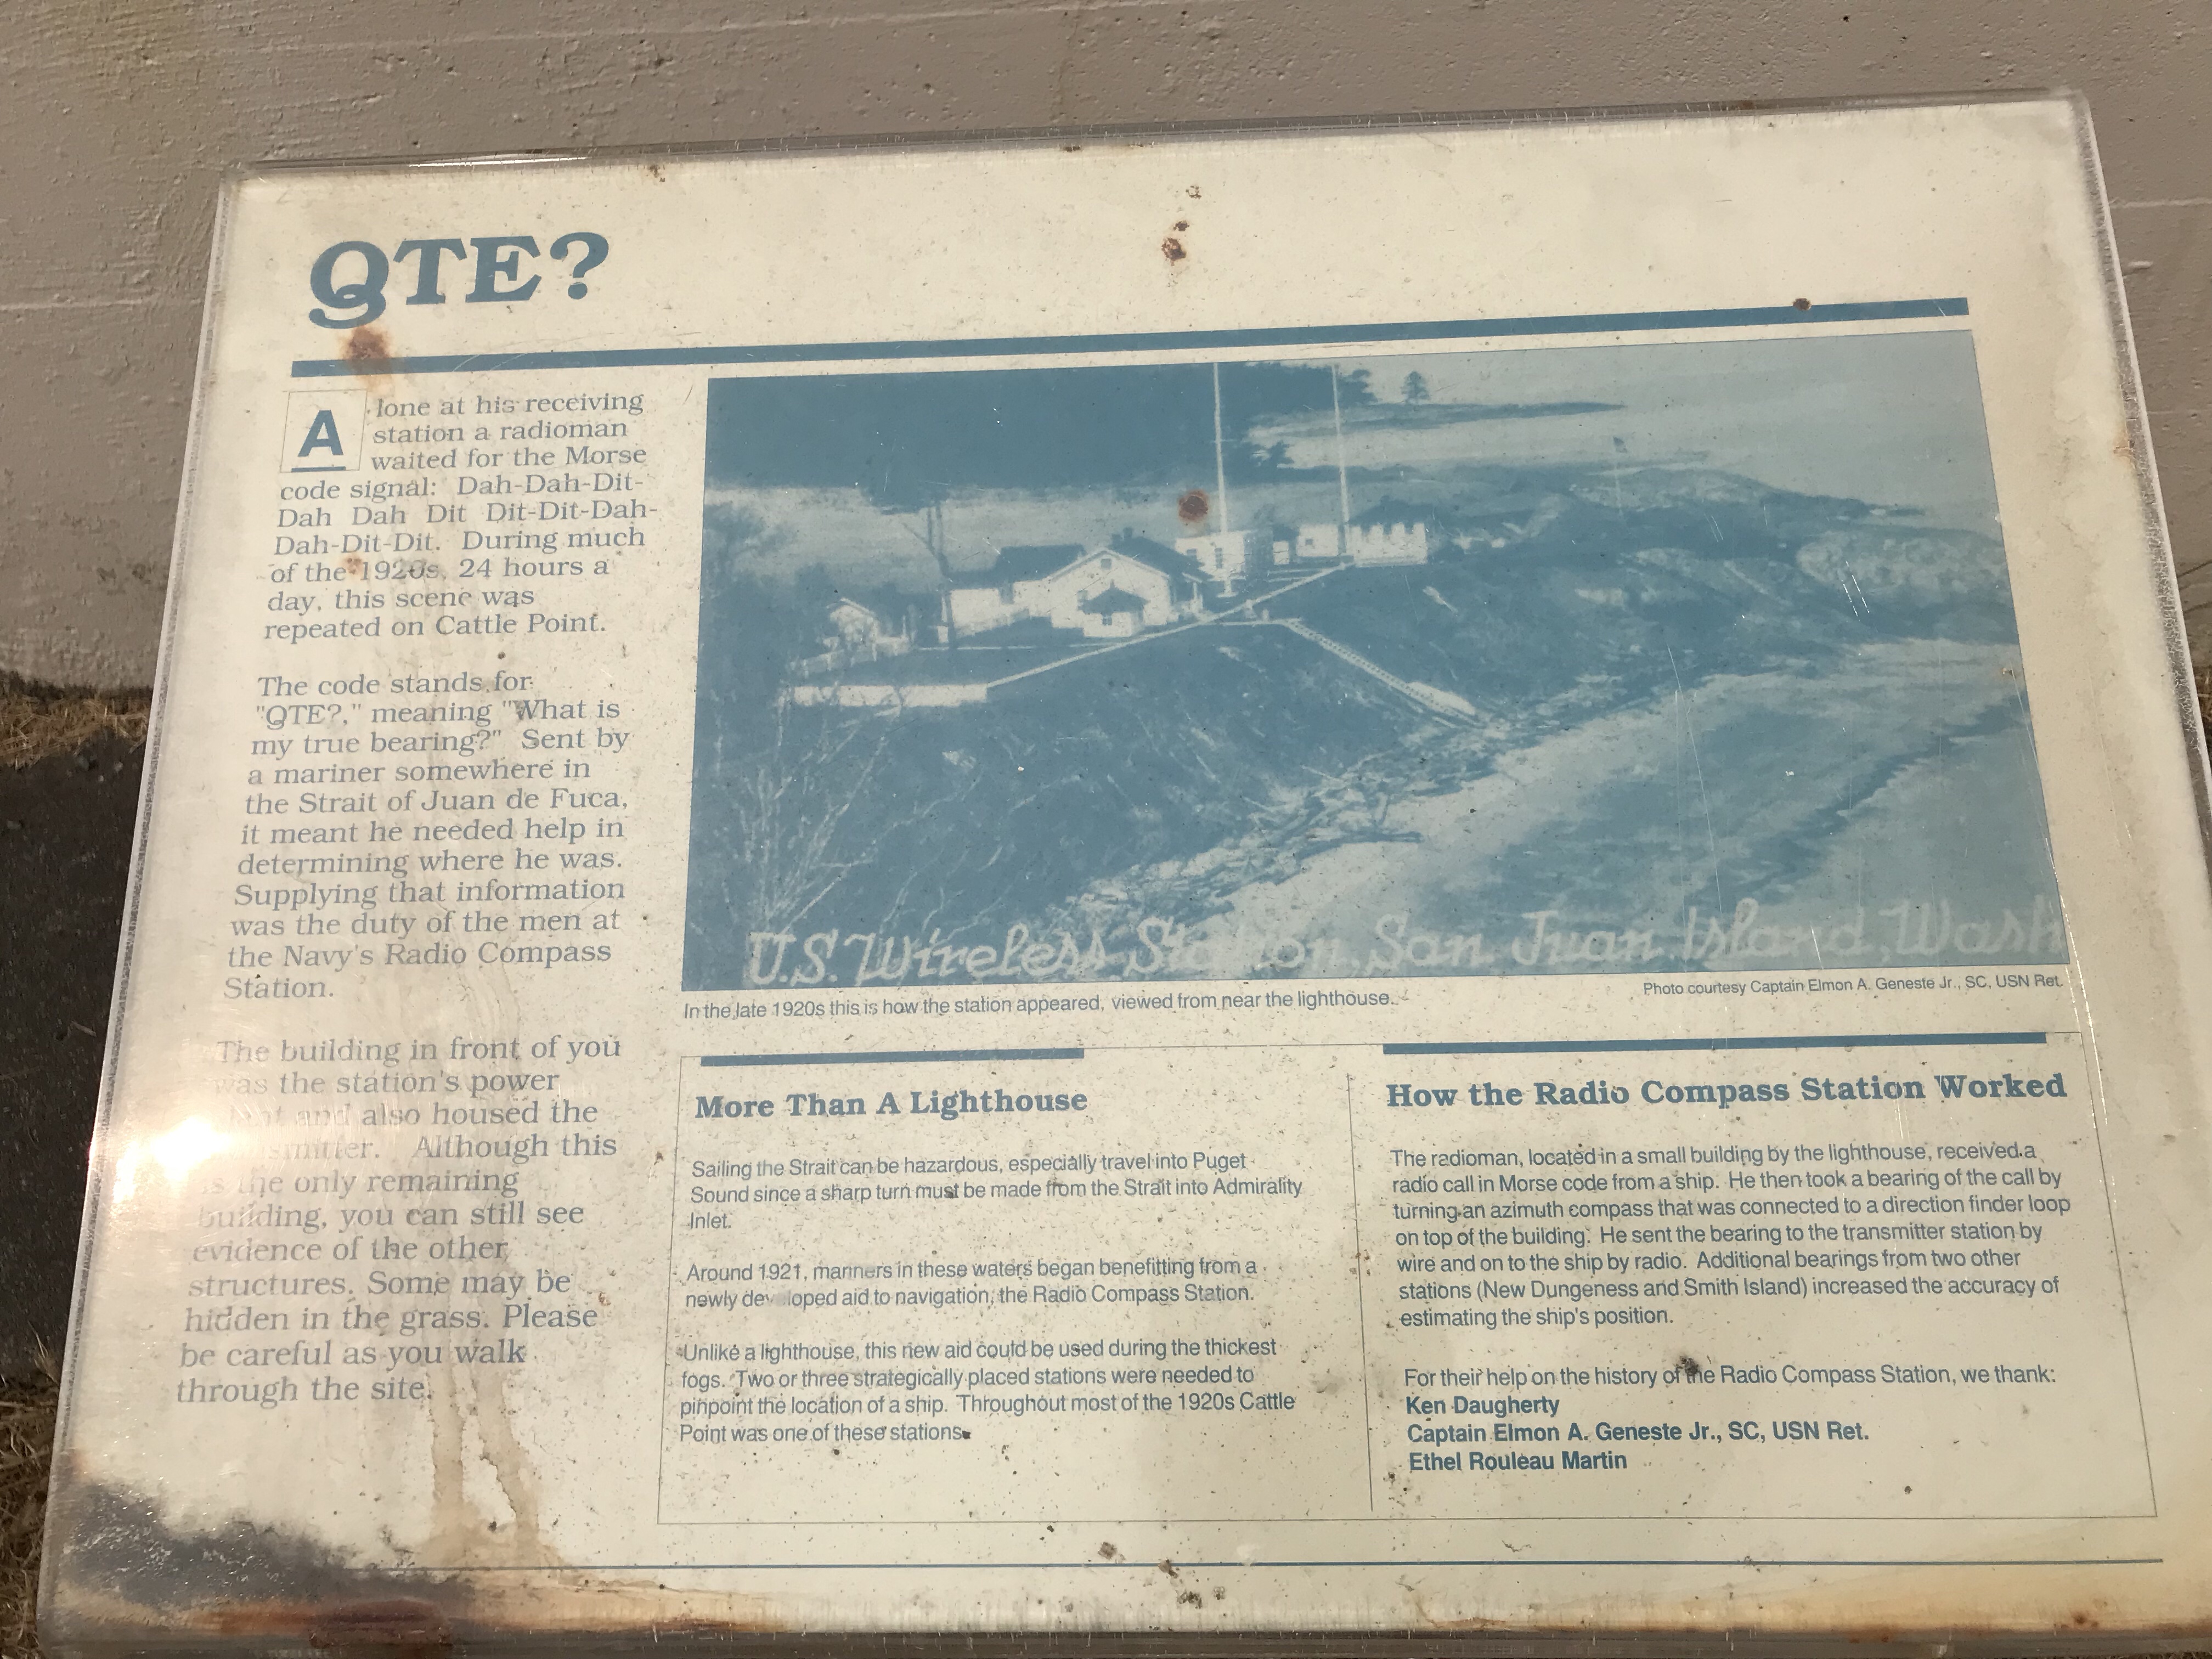 QTE?
Alone at his receiving
station a radioman
waited for the Morse
code signal: Dah-Dah-Dit-
Dah Dah Dit Dit-Dit-Dah-
Dah-Dit-Dit. During much
of the 1920s, 24 hours a
day, this scene was
repeated on Cattle Point.
The code stands for
"QTE?," meaning "What is
my true bearing?" Sent by
a mariner somewhere in
the Strait of Juan de Fuca,
it meant he needed help in
determining where he was.
Supplying that information
was the duty of the men at
the Navy's Radio Compass
Station.
The building in front of you
was the station's power
and also housed the
Although this
is the only remaining
building, you can still see
evidence of the other
structures. Some may be
hidden in the grass. Please
be careful as you walk
through the site.
U.S. Wireless Station, San Juan Island, Wash
In the late 1920s this is how the station appeared, viewed from near the lighthouse.
Photo courtesy Captain Elmon A. Geneste Jr., SC, USN Ret.
More Than A Lighthouse
Sailing the Strait can be hazardous, especially travel into Puget
Sound since a sharp turn must be made from the Strait into Admirality
Inlet.
Around 1921, mariners in these waters began benefitting from a
newly developed aid to navigation, the Radio Compass Station.
Unlike a lighthouse, this new aid could be used during the thickest
fogs. Two or three strategically placed stations were needed to
pinpoint the location of a ship. Throughout most of the 1920s Cattle
Point was one of these stations.
How the Radio Compass Station Worked
The radioman, located in a small building by the lighthouse, received a
radio call in Morse code from a ship. He then took a bearing of the call by
turning an azimuth compass that was connected to a direction finder loop
on top of the building. He sent the bearing to the transmitter station by
wire and on to the ship by radio. Additional bearings from two other
stations (New Dungeness and Smith Island) increased the accuracy of
estimating the ship's position.
For their help on the history of the Radio Compass Station, we thank:
Ken Daugherty
Captain Elmon A. Geneste Jr., SC, USN Ret.
Ethel Rouleau Martin